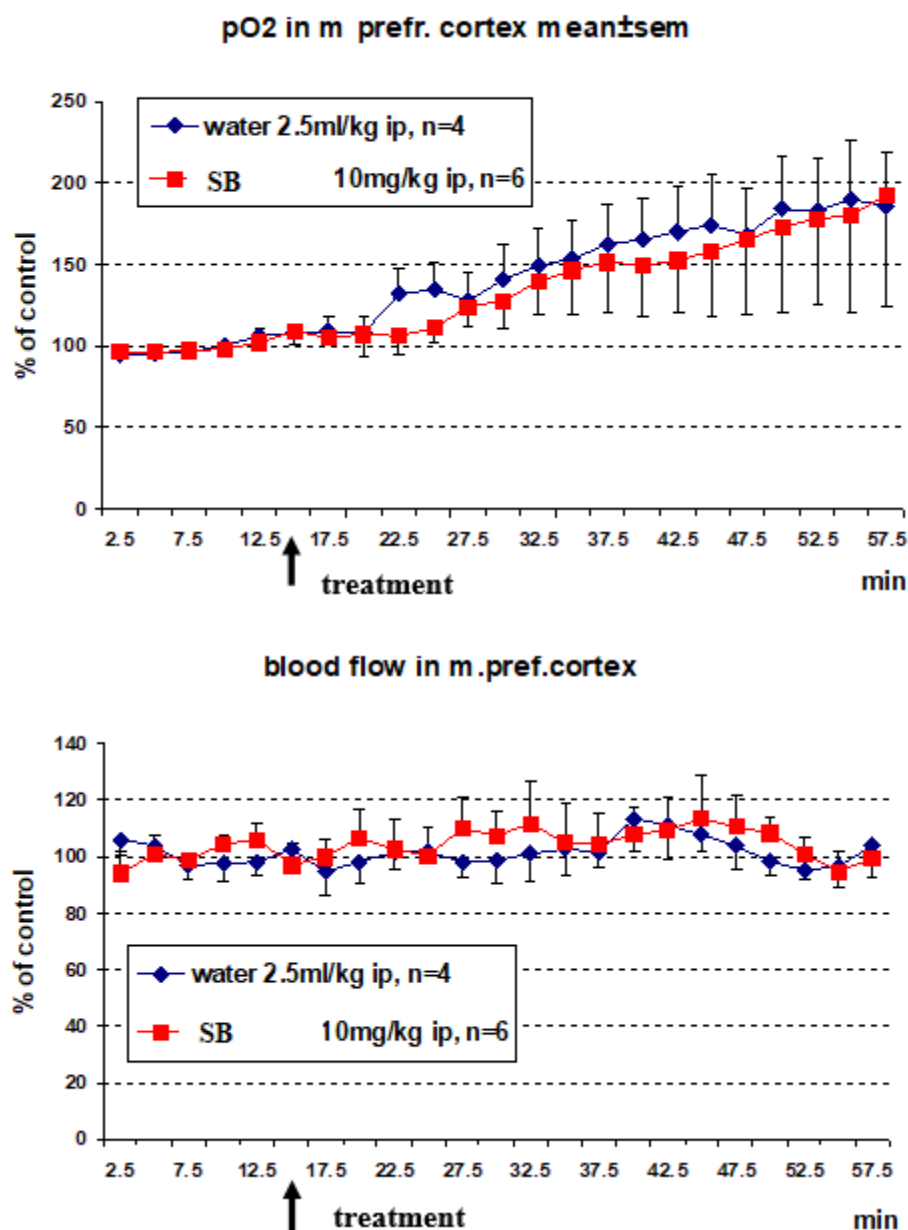 pO2 in m prefr. cortex mean±sem
250
200
150
100
50
0
% of control
water 2.5ml/kg ip, n=4
SB 10mg/kg ip, n=6
2.5 7.5 12.5 17.5 22.5 27.5 32.5 37.5 42.5 47.5 52.5 57.5
treatment min
blood flow in m.pref.cortex
140
120
100
80
60
40
20
0
% of control
water 2.5ml/kg ip, n=4
SB 10mg/kg ip, n=6
2.5 7.5 12.5 17.5 22.5 27.5 32.5 37.5 42.5 47.5 52.5 57.5
treatment min